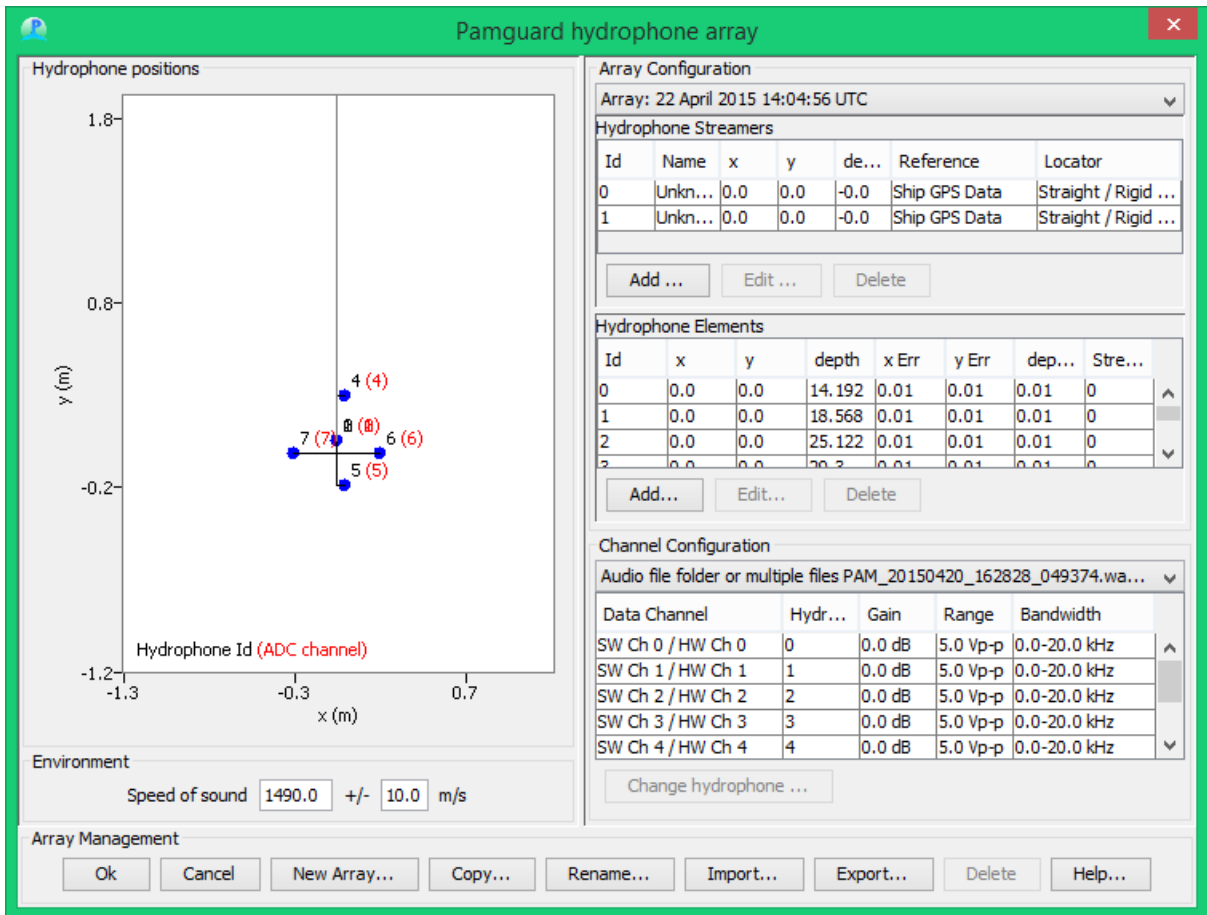 Pamguard hydrophone array
Hydrophone positions
1.8
0.8
y (m)
4 (4)
7 (7)
6 (6)
5 (5)
-0.2
Hydrophone Id (ADC channel)
-1.2
-1.3 -0.3 0.7
x (m)
Environment
Speed of sound 1490.0 +/- 10.0 m/s
Array Configuration
Array: 22 April 2015 14:04:56 UTC
Hydrophone Streamers
Id Name x y de... Reference Locator
0 Unkn... 0.0 0.0 -0.0 Ship GPS Data Straight / Rigid ...
1 Unkn... 0.0 0.0 -0.0 Ship GPS Data Straight / Rigid ...
Add ... Edit ... Delete
Hydrophone Elements
Id x y depth x Err y Err dep... Stre...
0 0.0 0.0 14.192 0.01 0.01 0.01 0
1 0.0 0.0 18.568 0.01 0.01 0.01 0
2 0.0 0.0 25.122 0.01 0.01 0.01 0
Add... Edit... Delete
Channel Configuration
Audio file folder or multiple files PAM_20150420_162828_049374.wa...
Data Channel Hydr... Gain Range Bandwidth
SW Ch 0 / HW Ch 0 0 0.0 dB 5.0 Vp-p 0.0-20.0 kHz
SW Ch 1 / HW Ch 1 1 0.0 dB 5.0 Vp-p 0.0-20.0 kHz
SW Ch 2 / HW Ch 2 2 0.0 dB 5.0 Vp-p 0.0-20.0 kHz
SW Ch 3 / HW Ch 3 3 0.0 dB 5.0 Vp-p 0.0-20.0 kHz
SW Ch 4 / HW Ch 4 4 0.0 dB 5.0 Vp-p 0.0-20.0 kHz
Change hydrophone ...
Array Management
Ok Cancel New Array... Copy... Rename... Import... Export... Delete Help...